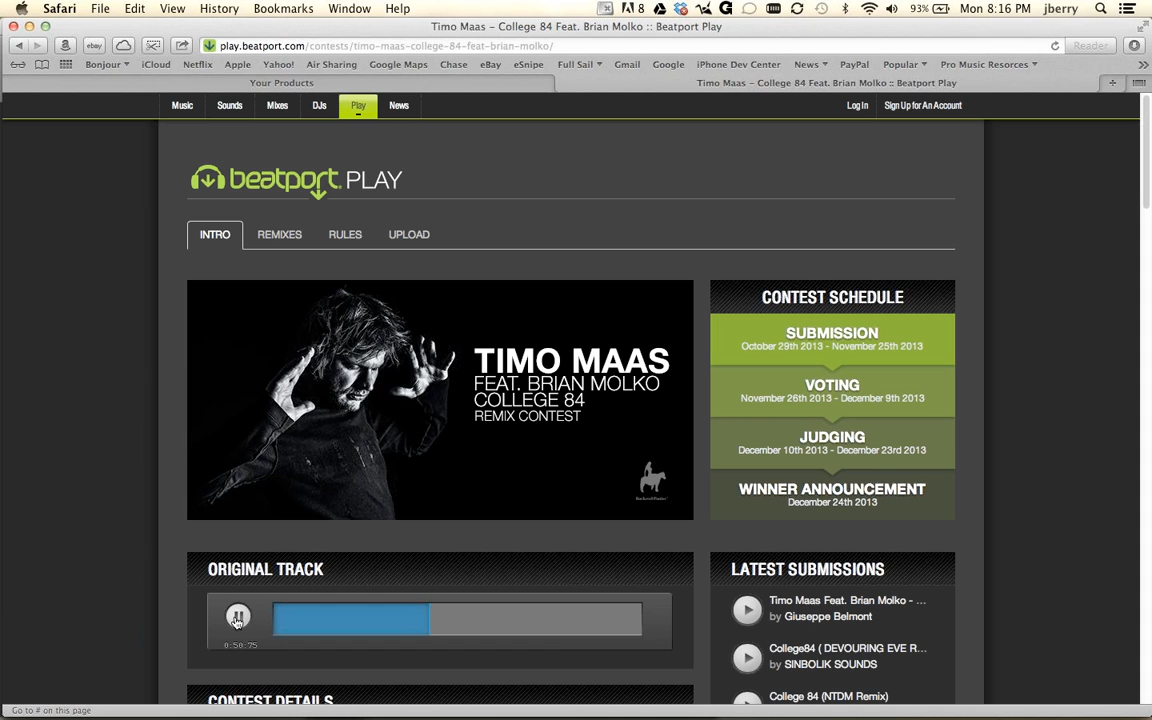 Safari File Edit View History Bookmarks Window Help 8 93% Mon 8:16 PM jberry
Timo Maas – College 84 Feat. Brian Molko :: Beatport Play
ebay play.beatport.com/contests/timo-maas-college-84-feat-brian-molko/ Reader
Bonjour iCloud Netflix Apple Yahoo! Air Sharing Google Maps Chase eBay eSnipe Full Sail Gmail Google iPhone Dev Center News PayPal Popular Pro Music Resorces
Your Products Timo Maas – College 84 Feat. Brian Molko :: Beatport Play
Music Sounds Mixes DJs Play News Log In Sign Up for An Account
beatport PLAY
INTRO REMIXES RULES UPLOAD
TIMO MAAS
FEAT. BRIAN MOLKO
COLLEGE 84
REMIX CONTEST
CONTEST SCHEDULE
SUBMISSION
October 29th 2013 - November 25th 2013
VOTING
November 26th 2013 - December 9th 2013
JUDGING
December 10th 2013 - December 23rd 2013
WINNER ANNOUNCEMENT
December 24th 2013
ORIGINAL TRACK
0:50.75
CONTEST DETAILS
LATEST SUBMISSIONS
Timo Maas Feat. Brian Molko - ...
by Giuseppe Belmont
College84 ( DEVOURING EVE R...
by SINBOLIK SOUNDS
College 84 (NTDM Remix)
Go to # on this page